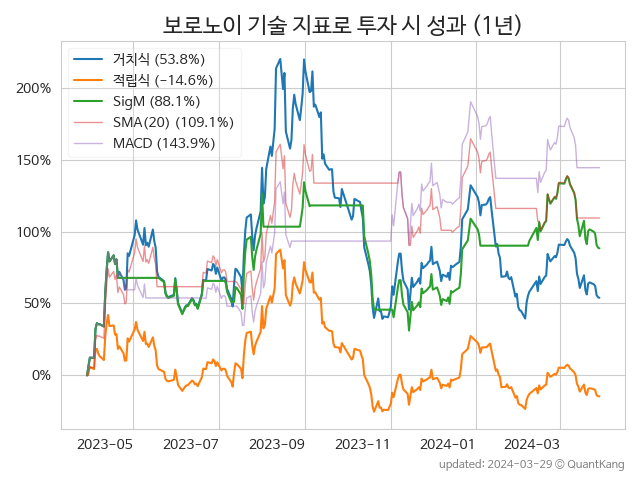 보로노이 기술 지표로 투자 시 성과 (1년)
거치식 (53.8%)
적립식 (-14.6%)
SigM (88.1%)
SMA(20) (109.1%)
MACD (143.9%)
200%
150%
100%
50%
0%
2023-05 2023-07 2023-09 2023-11 2024-01 2024-03
updated: 2024-03-29 © QuantKang